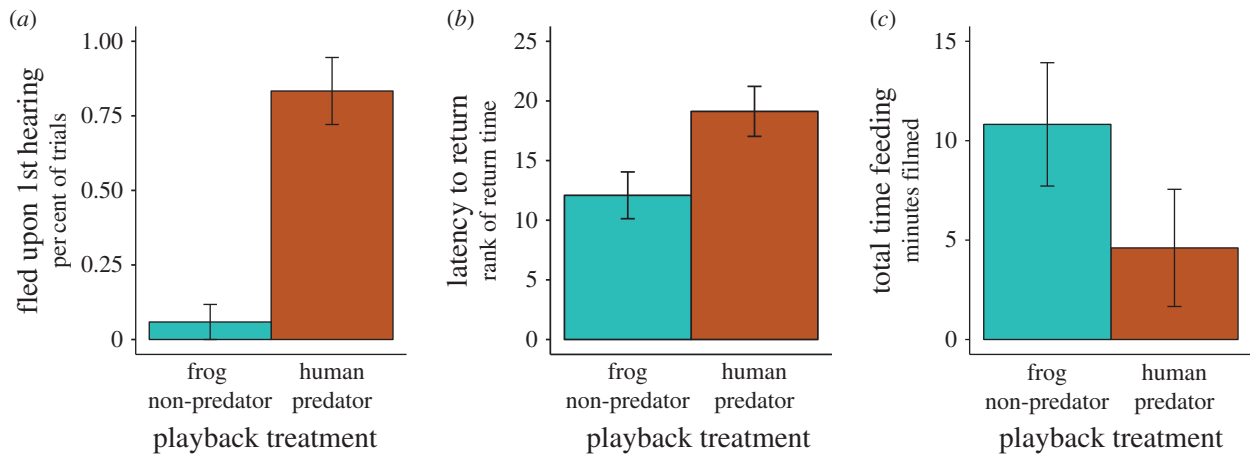 (a)
fled upon 1st hearing
per cent of trials
1.00
0.75
0.50
0.25
0
frog
non-predator
human
predator
playback treatment
(b)
latency to return
rank of return time
25
20
15
10
5
0
frog
non-predator
human
predator
playback treatment
(c)
total time feeding
minutes filmed
15
10
5
0
frog
non-predator
human
predator
playback treatment